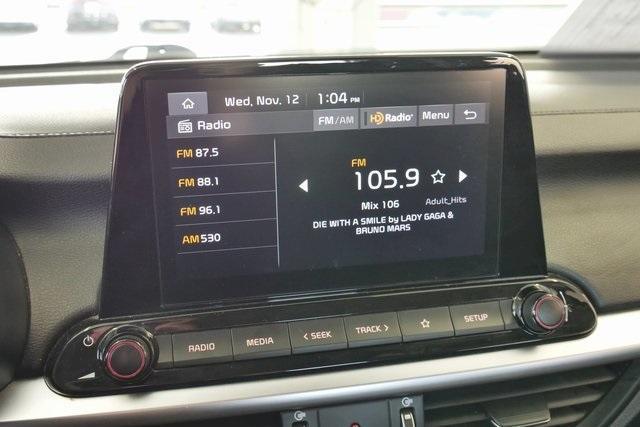 Wed, Nov. 12 1:04 PM
Radio FM/AM HD Radio Menu
FM 87.5
FM 88.1
FM 96.1
AM 530
FM
105.9
Mix 106 Adult_Hits
DIE WITH A SMILE by LADY GAGA &
BRUNO MARS
RADIO MEDIA < SEEK TRACK > SETUP